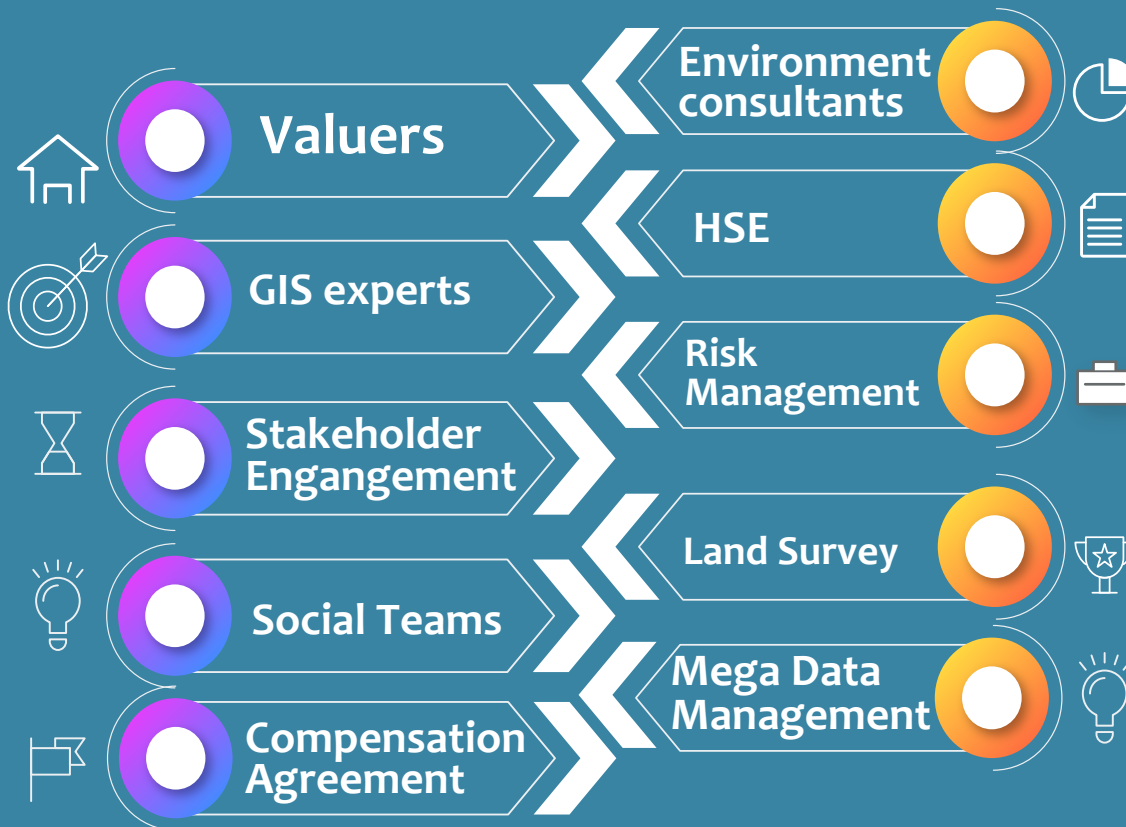 Valuers
GIS experts
Stakeholder
Engangement
Social Teams
Compensation
Agreement
Environment
consultants
HSE
Risk
Management
Land Survey
Mega Data
Management